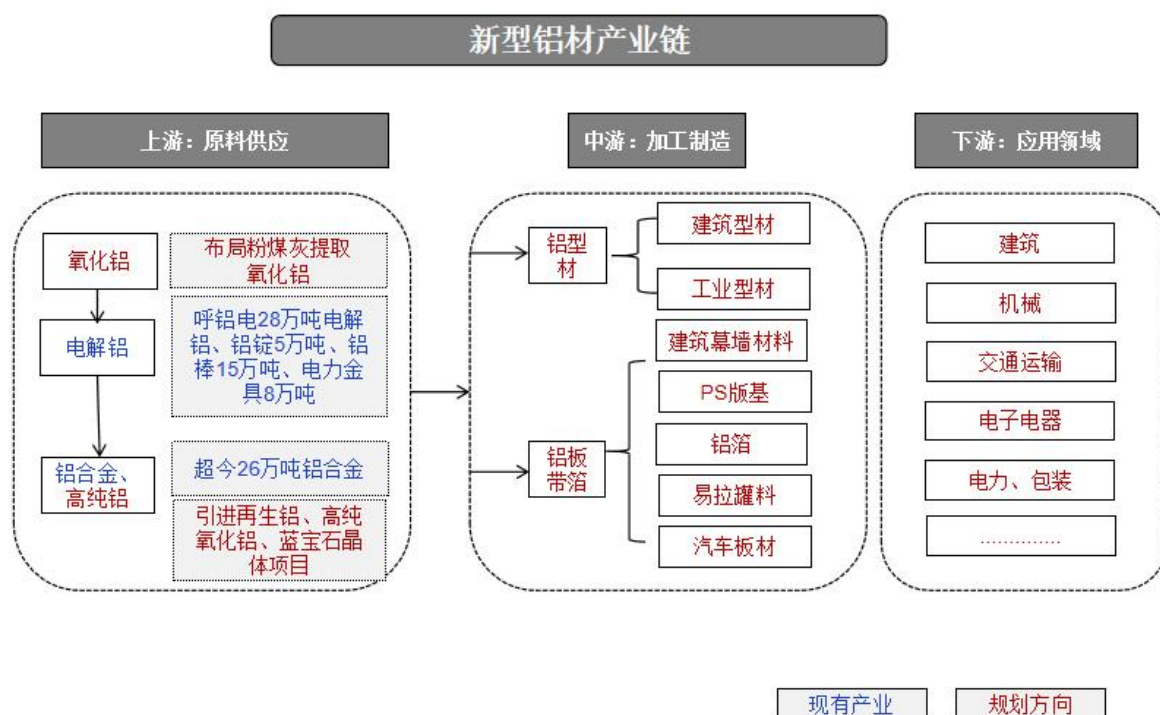 新型铝材产业链
上游：原料供应
中游：加工制造
下游：应用领域
氧化铝
布局粉煤灰提取
氧化铝
电解铝
呼铝电28万吨电解
铝、铝锭5万吨、铝
棒15万吨、电力金
具8万吨
铝合金、
高纯铝
超今26万吨铝合金
引进再生铝、高纯
氧化铝、蓝宝石晶
体项目
铝型
材
建筑型材
工业型材
铝板
带箔
建筑幕墙材料
PS版基
铝箔
易拉罐料
汽车板材
建筑
机械
交通运输
电子电器
电力、包装
.............
现有产业
规划方向